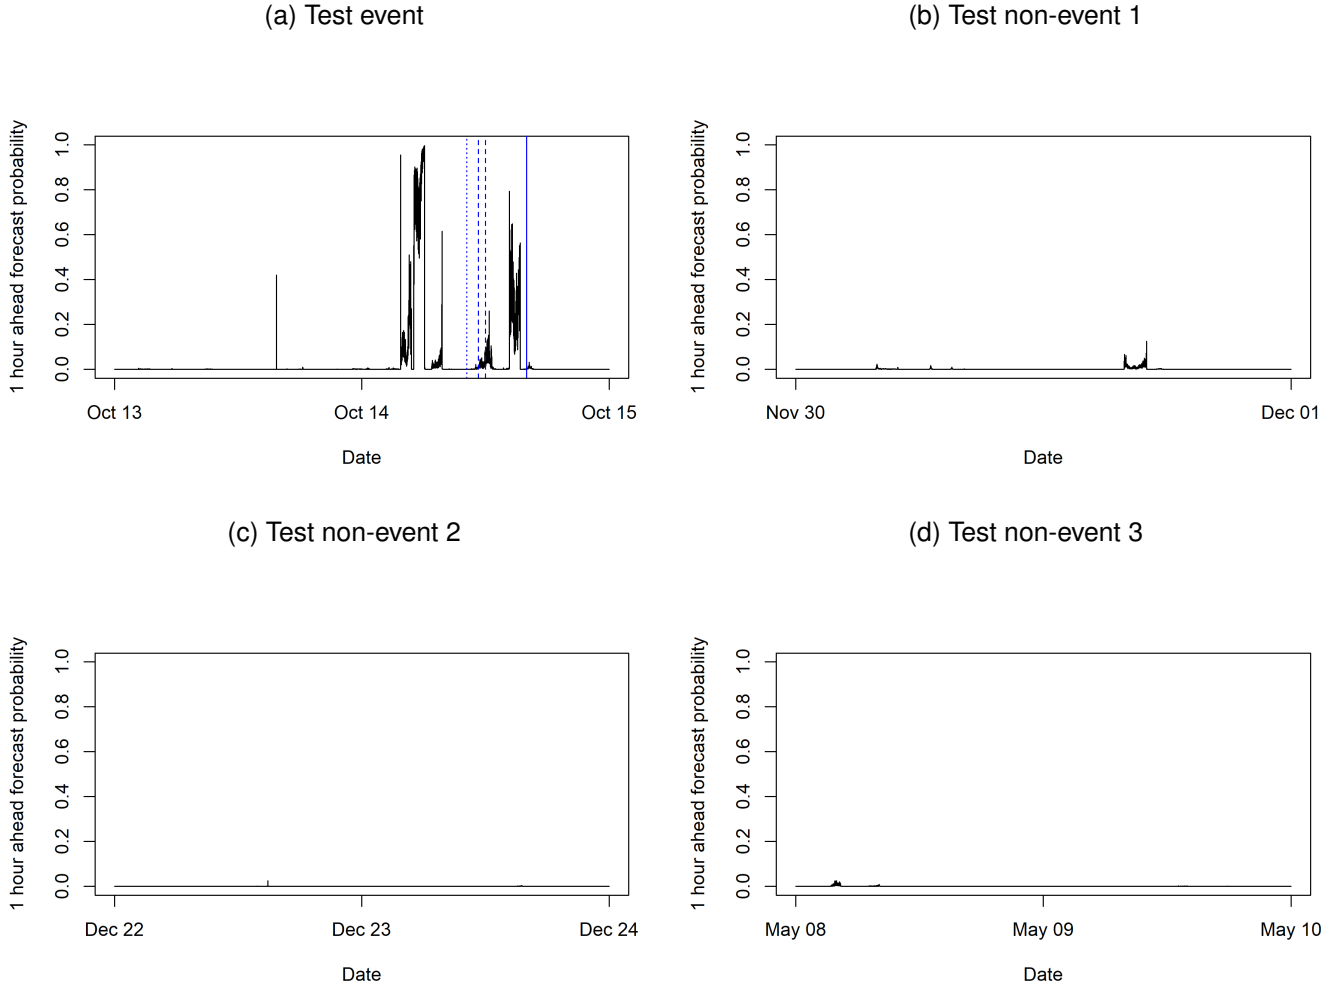 (a) Test event
1 hour ahead forecast probability
0.0 0.2 0.4 0.6 0.8 1.0
Oct 13 Oct 14 Oct 15
Date
(b) Test non-event 1
1 hour ahead forecast probability
0.0 0.2 0.4 0.6 0.8 1.0
Nov 30 Dec 01
Date
(c) Test non-event 2
1 hour ahead forecast probability
0.0 0.2 0.4 0.6 0.8 1.0
Dec 22 Dec 23 Dec 24
Date
(d) Test non-event 3
1 hour ahead forecast probability
0.0 0.2 0.4 0.6 0.8 1.0
May 08 May 09 May 10
Date